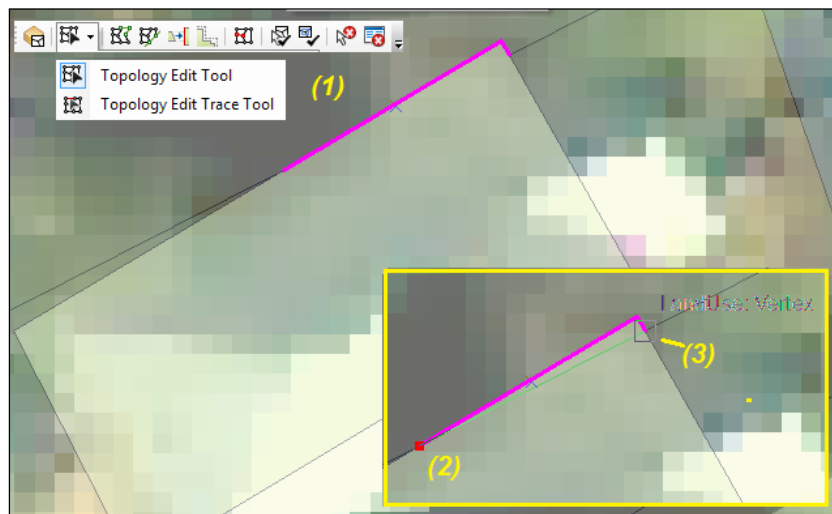 Topology Edit Tool
Topology Edit Trace Tool
(1)
LandUse: Vertex
(3)
(2)